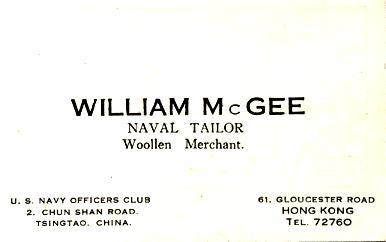 WILLIAM McGEE
NAVAL TAILOR
Woollen Merchant.
U. S. NAVY OFFICERS CLUB
2. CHUN SHAN ROAD.
TSINGTAO. CHINA.
61. GLOUCESTER ROAD
HONG KONG
TEL. 72760